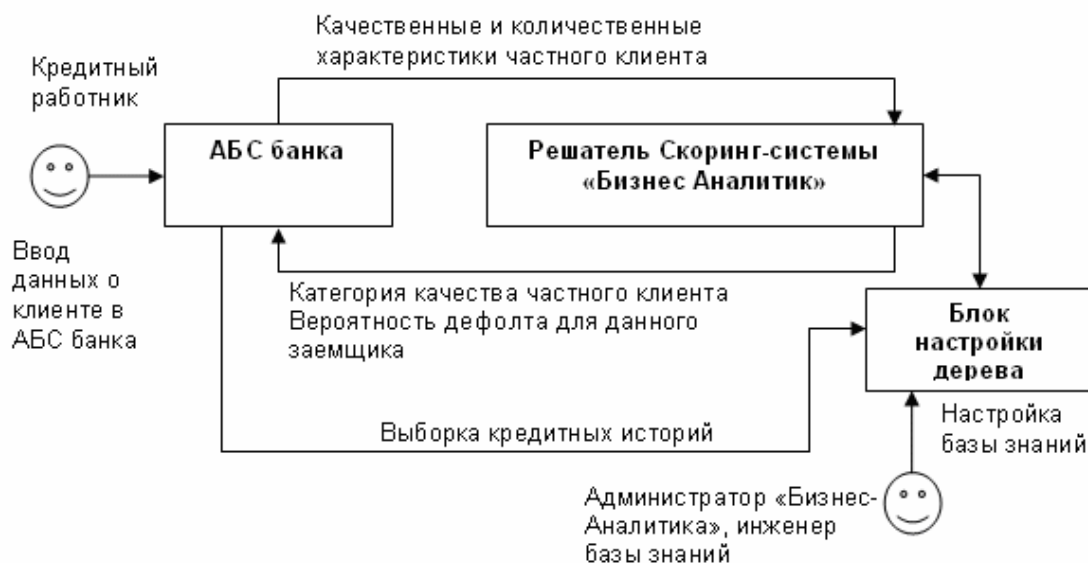 Качественные и количественные
характеристики частного клиента
Кредитный
работник
АБС банка
Решатель Скоринг-системы
«Бизнес Аналитик»
Ввод
данных о
клиенте в
АБС банка
Категория качества частного клиента
Вероятность дефолта для данного
заемщика
Блок
настройки
дерева
Выборка кредитных историй
Настройка
базы знаний
Администратор «Бизнес-
Аналитика», инженер
базы знаний